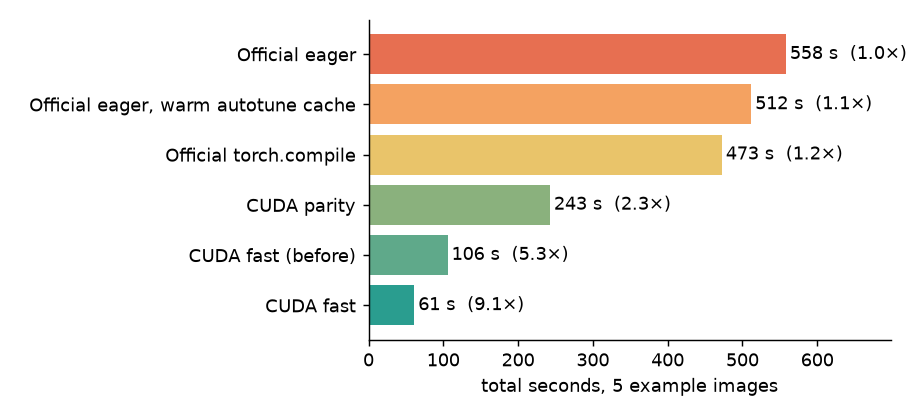 Official eager 558 s (1.0×)
Official eager, warm autotune cache 512 s (1.1×)
Official torch.compile 473 s (1.2×)
CUDA parity 243 s (2.3×)
CUDA fast (before) 106 s (5.3×)
CUDA fast 61 s (9.1×)
0 100 200 300 400 500 600
total seconds, 5 example images